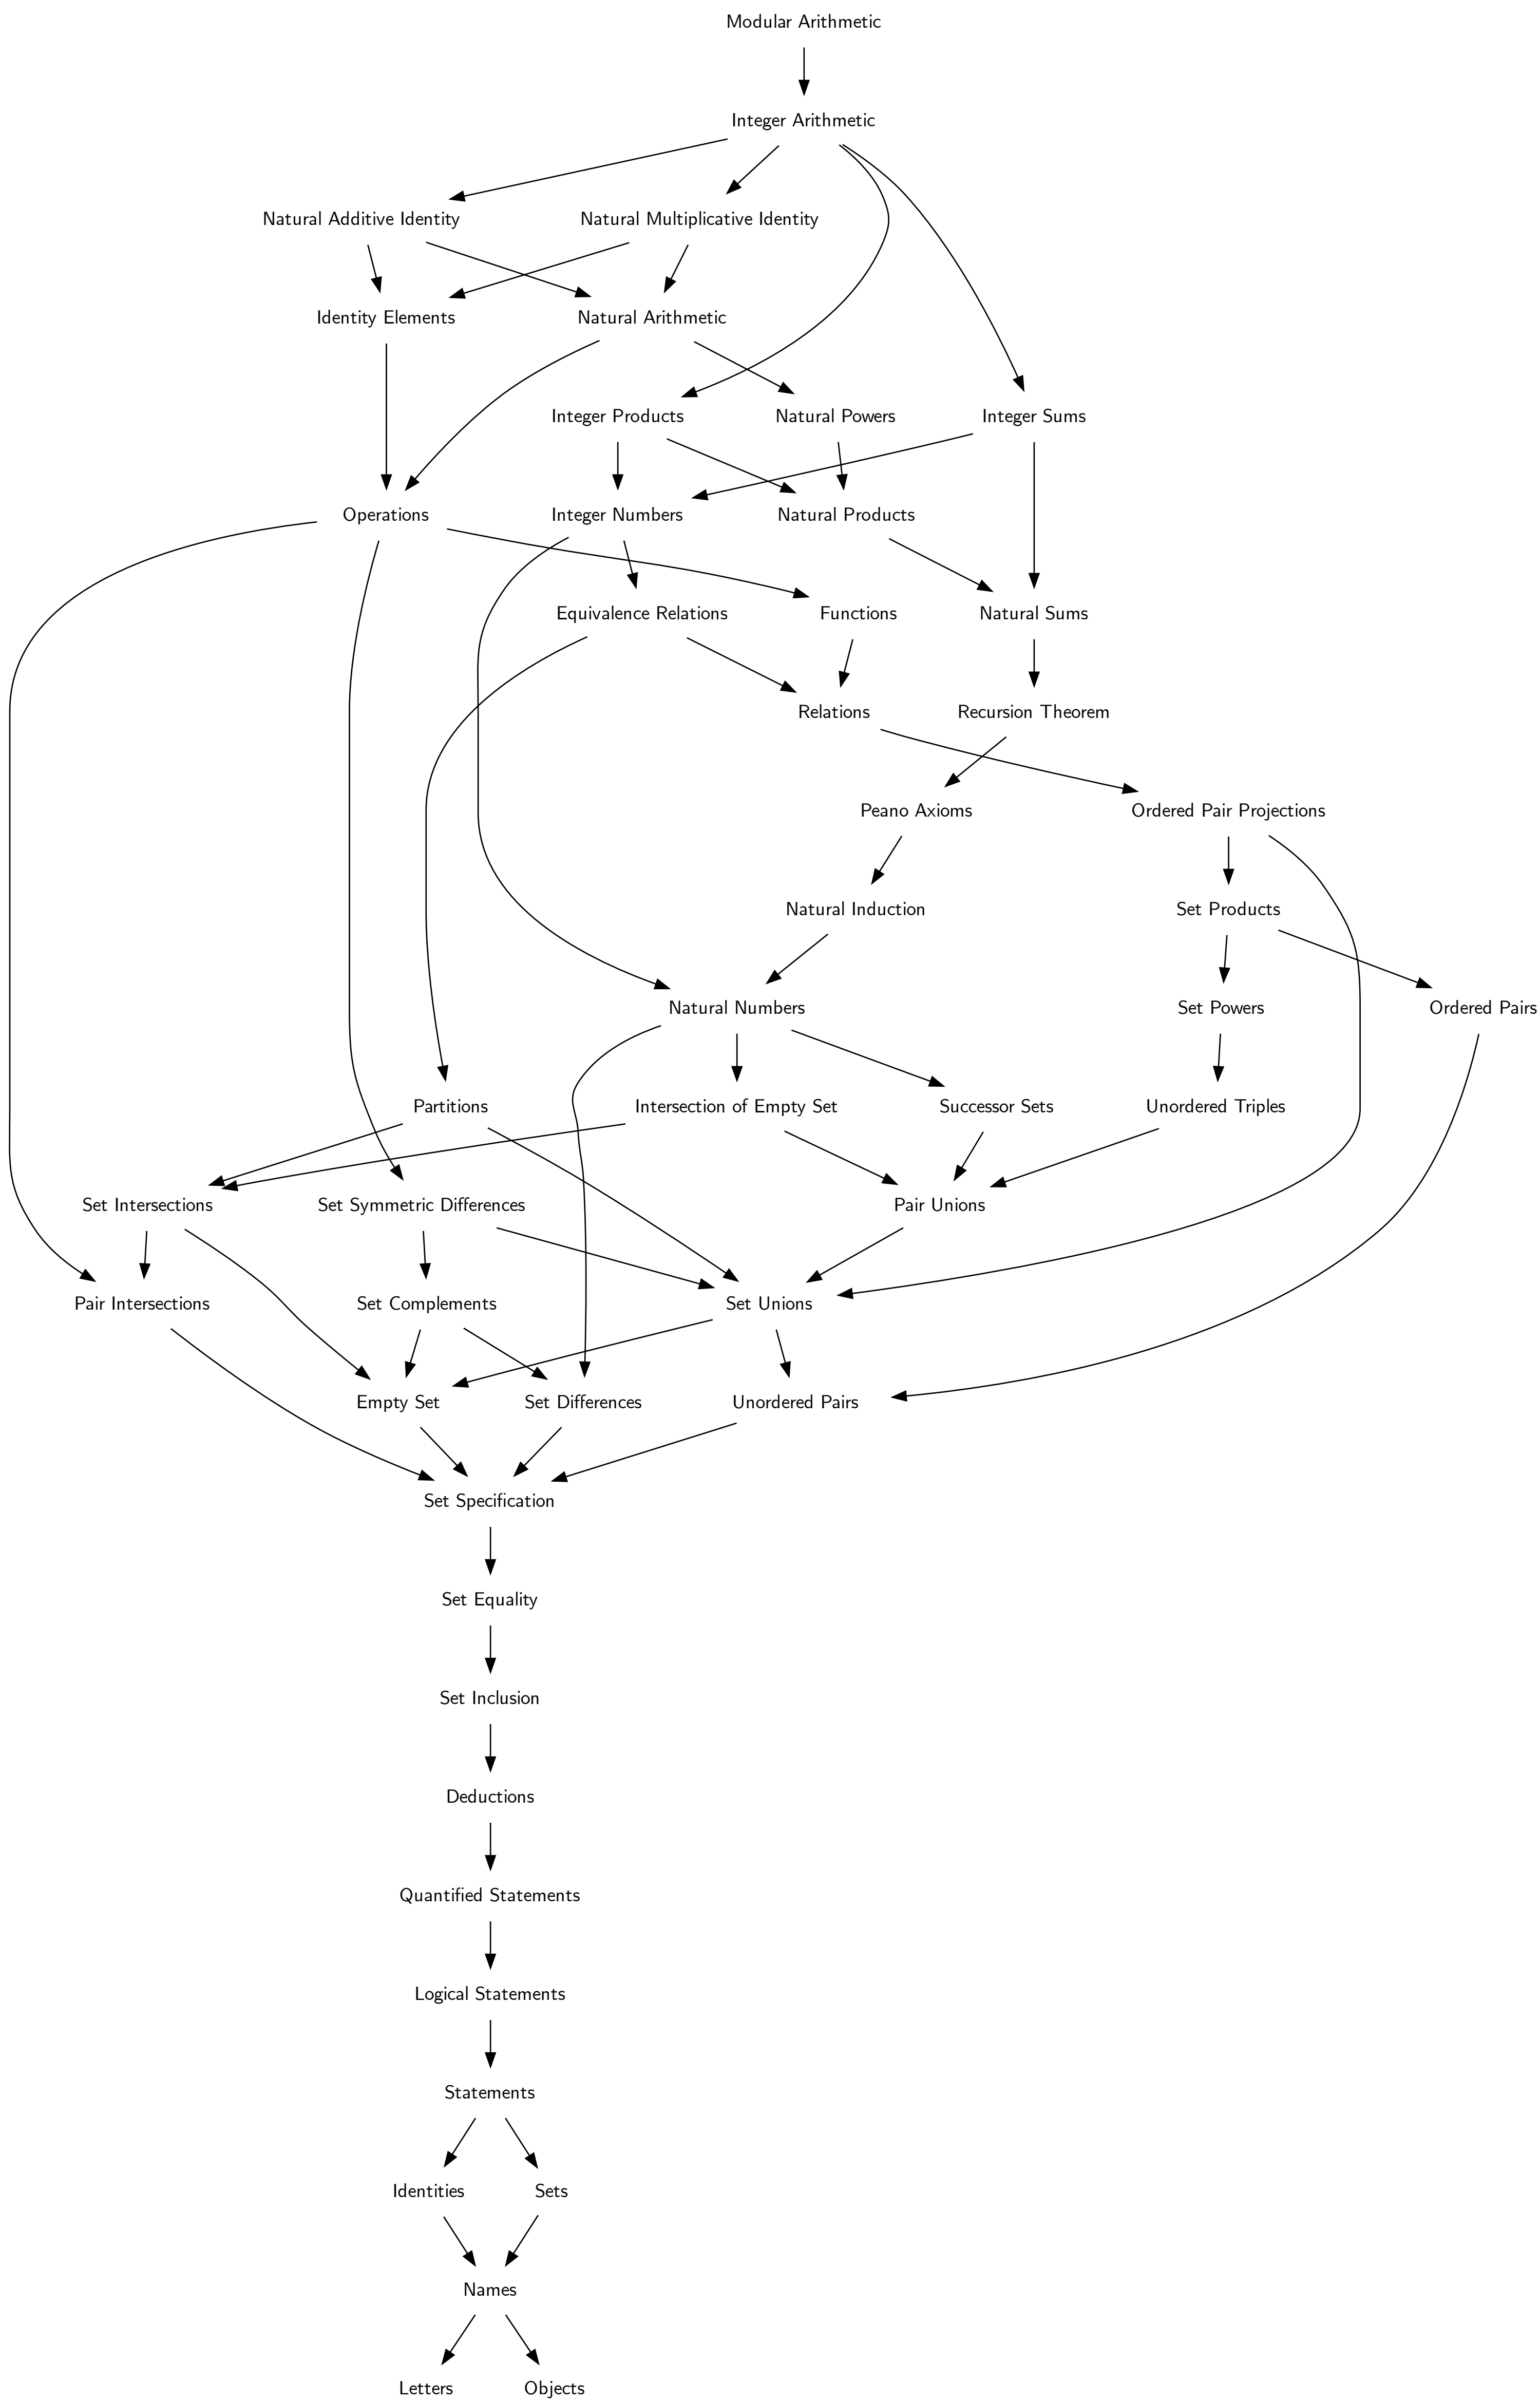 Modular Arithmetic
Integer Arithmetic
Natural Additive Identity
Natural Multiplicative Identity
Identity Elements
Natural Arithmetic
Integer Products
Natural Powers
Integer Sums
Operations
Integer Numbers
Natural Products
Equivalence Relations
Functions
Natural Sums
Relations
Recursion Theorem
Peano Axioms
Ordered Pair Projections
Natural Induction
Set Products
Natural Numbers
Set Powers
Ordered Pairs
Partitions
Intersection of Empty Set
Successor Sets
Unordered Triples
Set Intersections
Set Symmetric Differences
Pair Unions
Pair Intersections
Set Complements
Set Unions
Empty Set
Set Differences
Unordered Pairs
Set Specification
Set Equality
Set Inclusion
Deductions
Quantified Statements
Logical Statements
Statements
Identities
Sets
Names
Letters
Objects